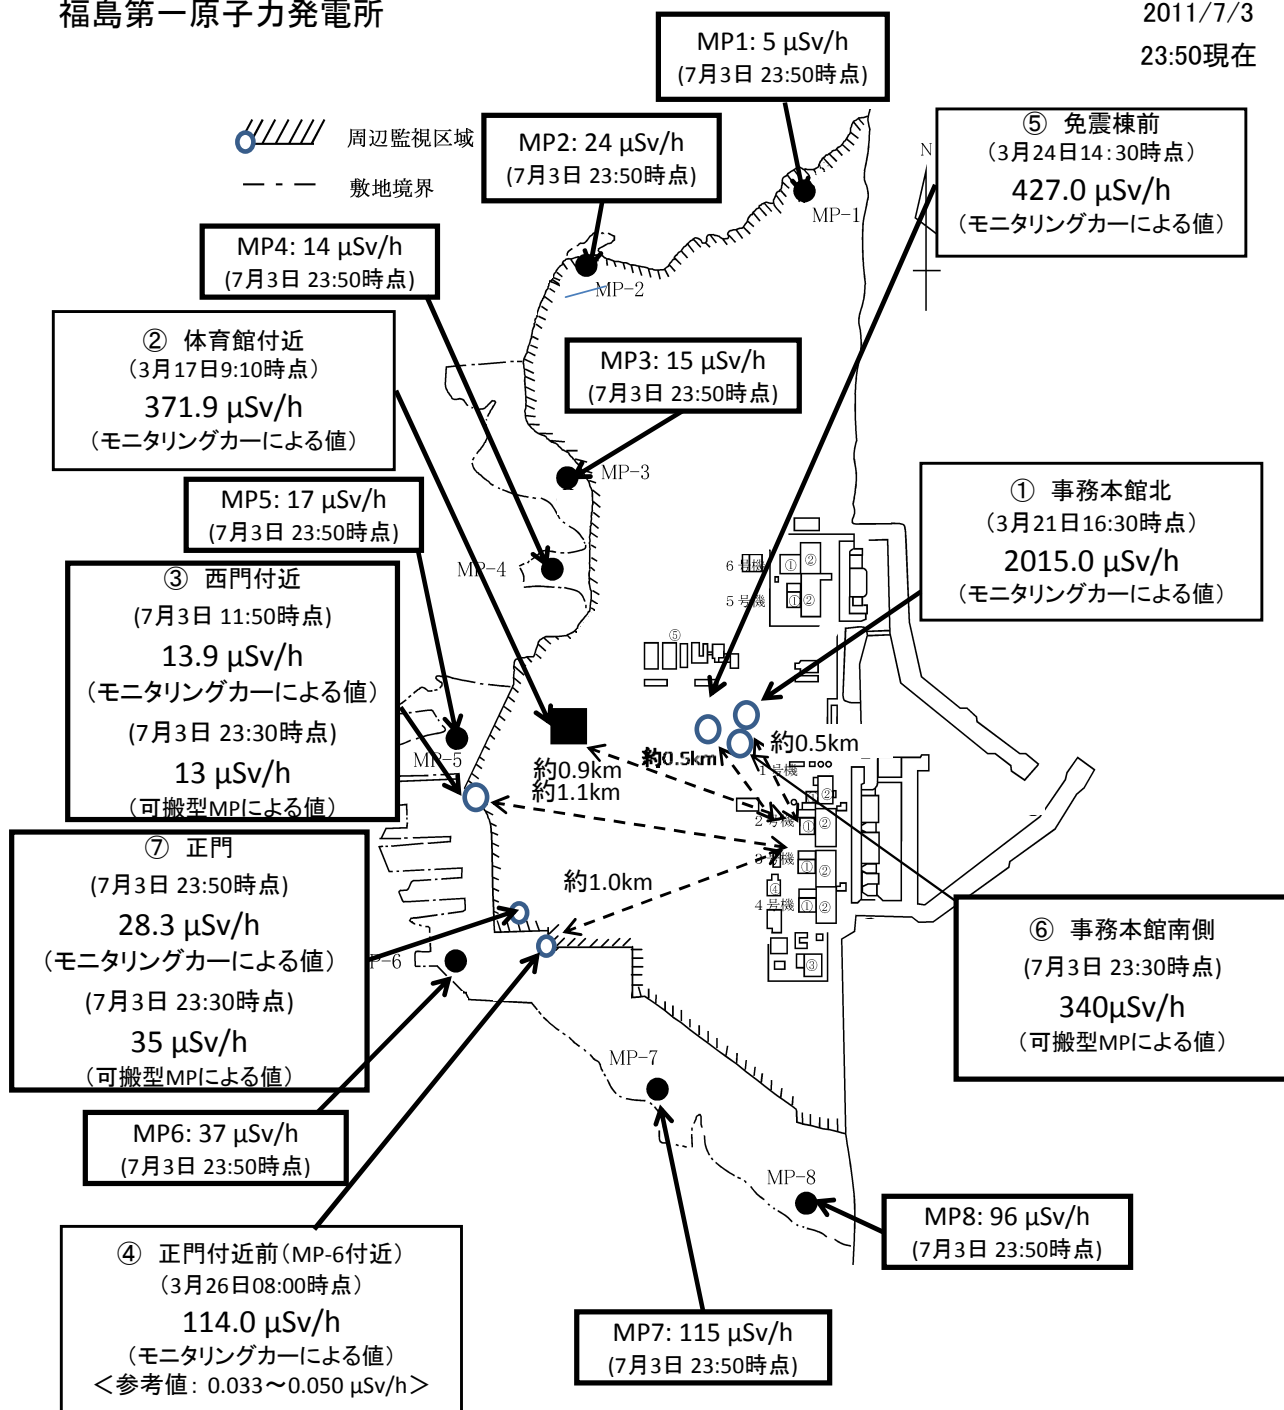 福島第一原子力発電所
2011/7/3
23:50現在
周辺監視区域
敷地境界
MP1: 5 μSv/h
(7月3日 23:50時点)
MP2: 24 μSv/h
(7月3日 23:50時点)
⑤ 免震棟前
(3月24日14:30時点)
427.0 μSv/h
(モニタリングカーによる値)
N
MP-1
MP4: 14 μSv/h
(7月3日 23:50時点)
MP-2
② 体育館付近
(3月17日9:10時点)
371.9 μSv/h
(モニタリングカーによる値)
MP3: 15 μSv/h
(7月3日 23:50時点)
MP-3
MP5: 17 μSv/h
(7月3日 23:50時点)
① 事務本館北
(3月21日16:30時点)
2015.0 μSv/h
(モニタリングカーによる値)
MP-4
6号機
① ②
5号機
① ②
③ 西門付近
(7月3日 11:50時点)
13.9 μSv/h
(モニタリングカーによる値)
(7月3日 23:30時点)
13 μSv/h
(可搬型MPによる値)
⑤
MP-5
約0.9km
約1.1km
約0.5km
約0.5km
1号機
②
2号機
① ②
3号機
① ②
④
4号機
① ②
③
約1.0km
⑦ 正門
(7月3日 23:50時点)
28.3 μSv/h
(モニタリングカーによる値)
(7月3日 23:30時点)
35 μSv/h
(可搬型MPによる値)
P-6
⑥ 事務本館南側
(7月3日 23:30時点)
340μSv/h
(可搬型MPによる値)
MP-7
MP6: 37 μSv/h
(7月3日 23:50時点)
MP-8
MP8: 96 μSv/h
(7月3日 23:50時点)
④ 正門付近前(MP-6付近)
(3月26日08:00時点)
114.0 μSv/h
(モニタリングカーによる値)
<参考値: 0.033～0.050 μSv/h>
MP7: 115 μSv/h
(7月3日 23:50時点)